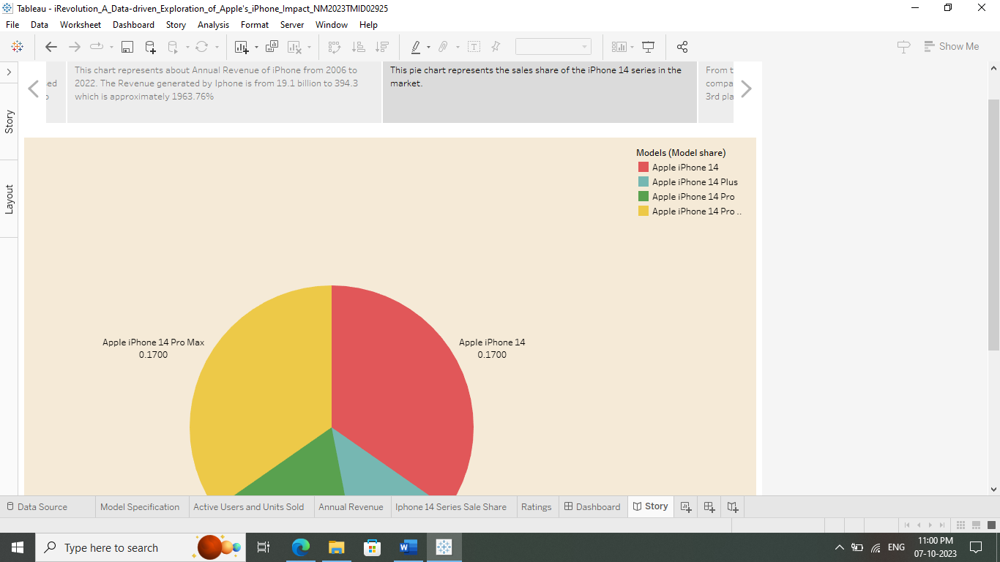 Tableau - iRevolution_A_Data-driven_Exploration_of_Apple's_iPhone_Impact_NM2023TMID02925
File Data Worksheet Dashboard Story Analysis Format Server Window Help
Show Me
Story
Layout
This chart represents about Annual Revenue of iPhone from 2006 to
2022. The Revenue generated by Iphone is from 19.1 billion to 394.3
which is approximately 1963.76%
This pie chart represents the sales share of the iPhone 14 series in the
market.
From t
compa
3rd pla
Models (Model share)
Apple iPhone 14
Apple iPhone 14 Plus
Apple iPhone 14 Pro
Apple iPhone 14 Pro ..
Apple iPhone 14 Pro Max
0.1700
Apple iPhone 14
0.1700
Data Source Model Specification Active Users and Units Sold Annual Revenue Iphone 14 Series Sale Share Ratings Dashboard Story
Type here to search
ENG
11:00 PM
07-10-2023